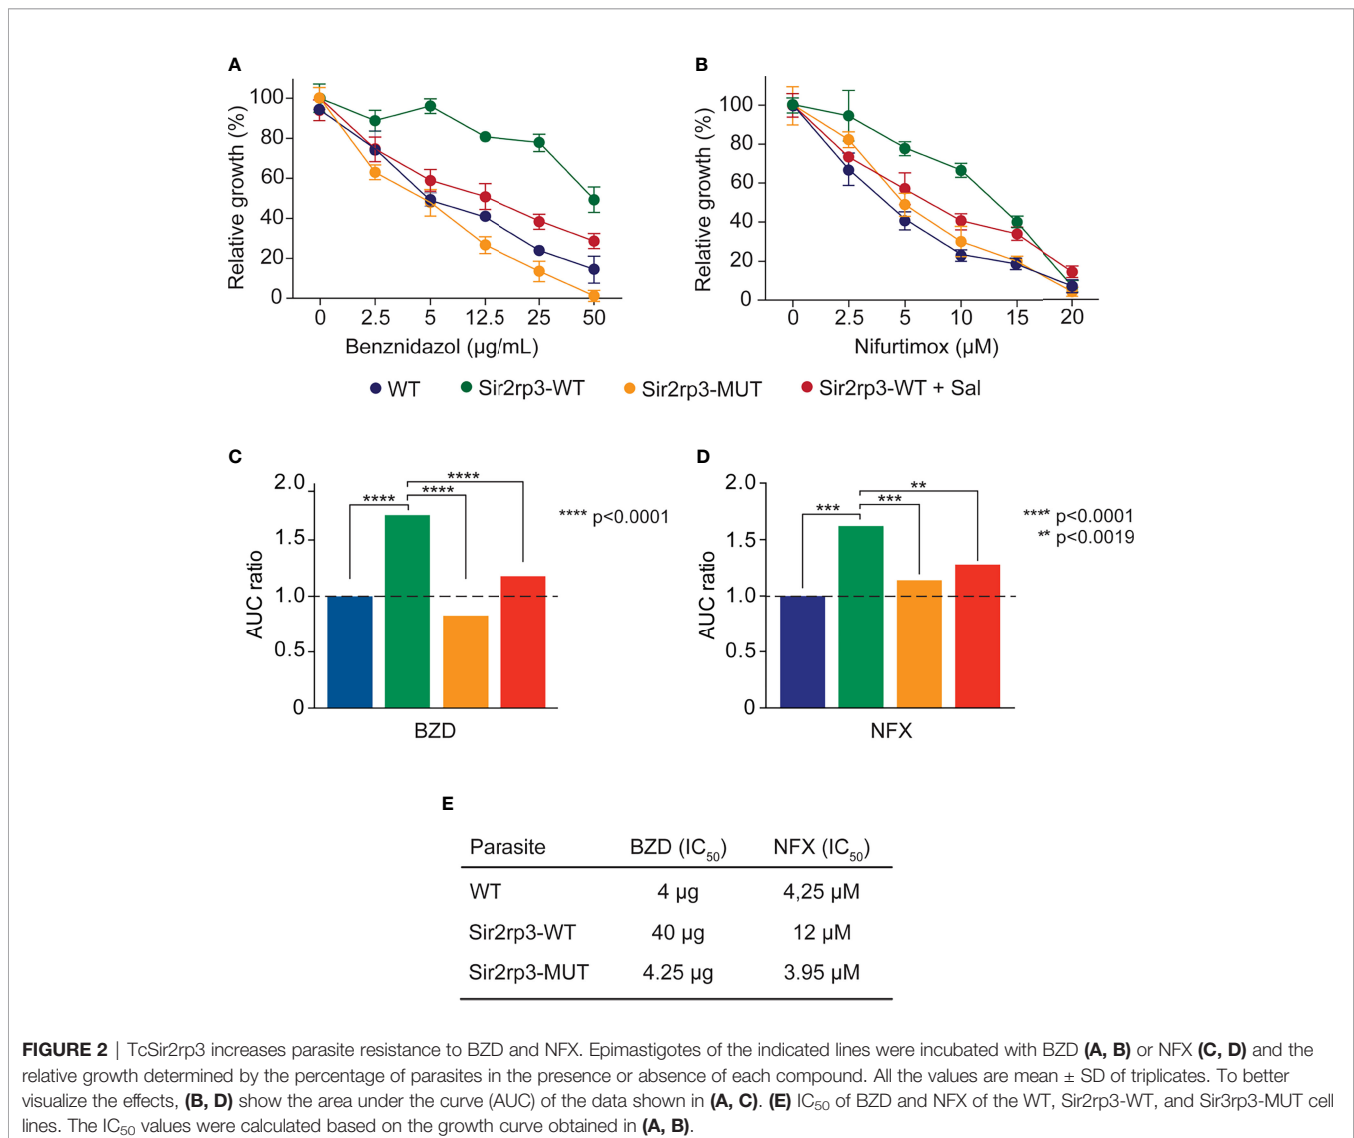 A
B
100
80
60
40
20
0
Relative growth (%)
0 2.5 5 12.5 25 50
Benznidazol (µg/mL)
100
80
60
40
20
0
Relative growth (%)
0 2.5 5 10 15 20
Nifurtimox (µM)
WT Sir2rp3-WT Sir2rp3-MUT Sir2rp3-WT + Sal
C
2.0
1.5
1.0
0.5
0
AUC ratio
**** **** ****
**** p<0.0001
BZD
D
2.0
1.5
1.0
0.5
0
AUC ratio
*** *** **
**** p<0.0001
** p<0.0019
NFX
E
Parasite BZD (IC50) NFX (IC50)
WT 4 µg 4,25 µM
Sir2rp3-WT 40 µg 12 µM
Sir2rp3-MUT 4.25 µg 3.95 µM
FIGURE 2 | TcSir2rp3 increases parasite resistance to BZD and NFX. Epimastigotes of the indicated lines were incubated with BZD (A, B) or NFX (C, D) and the
relative growth determined by the percentage of parasites in the presence or absence of each compound. All the values are mean ± SD of triplicates. To better
visualize the effects, (B, D) show the area under the curve (AUC) of the data shown in (A, C). (E) IC50 of BZD and NFX of the WT, Sir2rp3-WT, and Sir3rp3-MUT cell
lines. The IC50 values were calculated based on the growth curve obtained in (A, B).